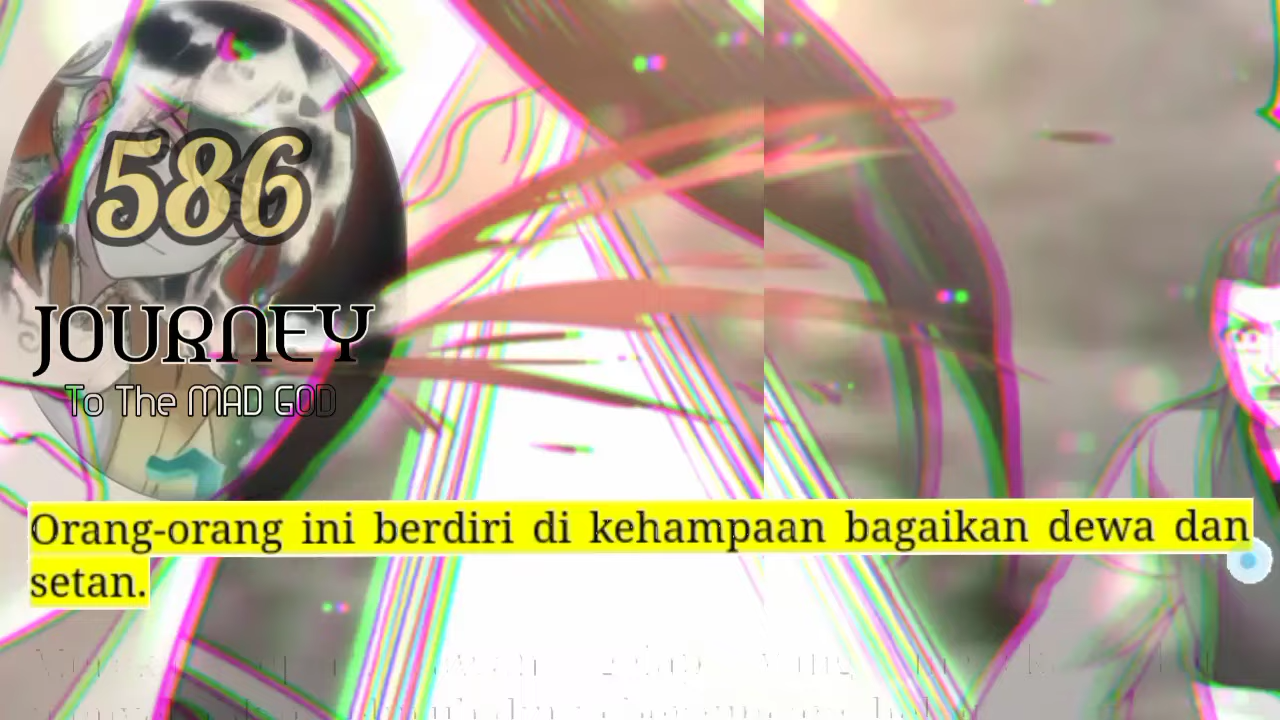 586
JOURNEY
To The MAD GOD
Orang-orang ini berdiri di kehampaan bagaikan dewa dan
setan.